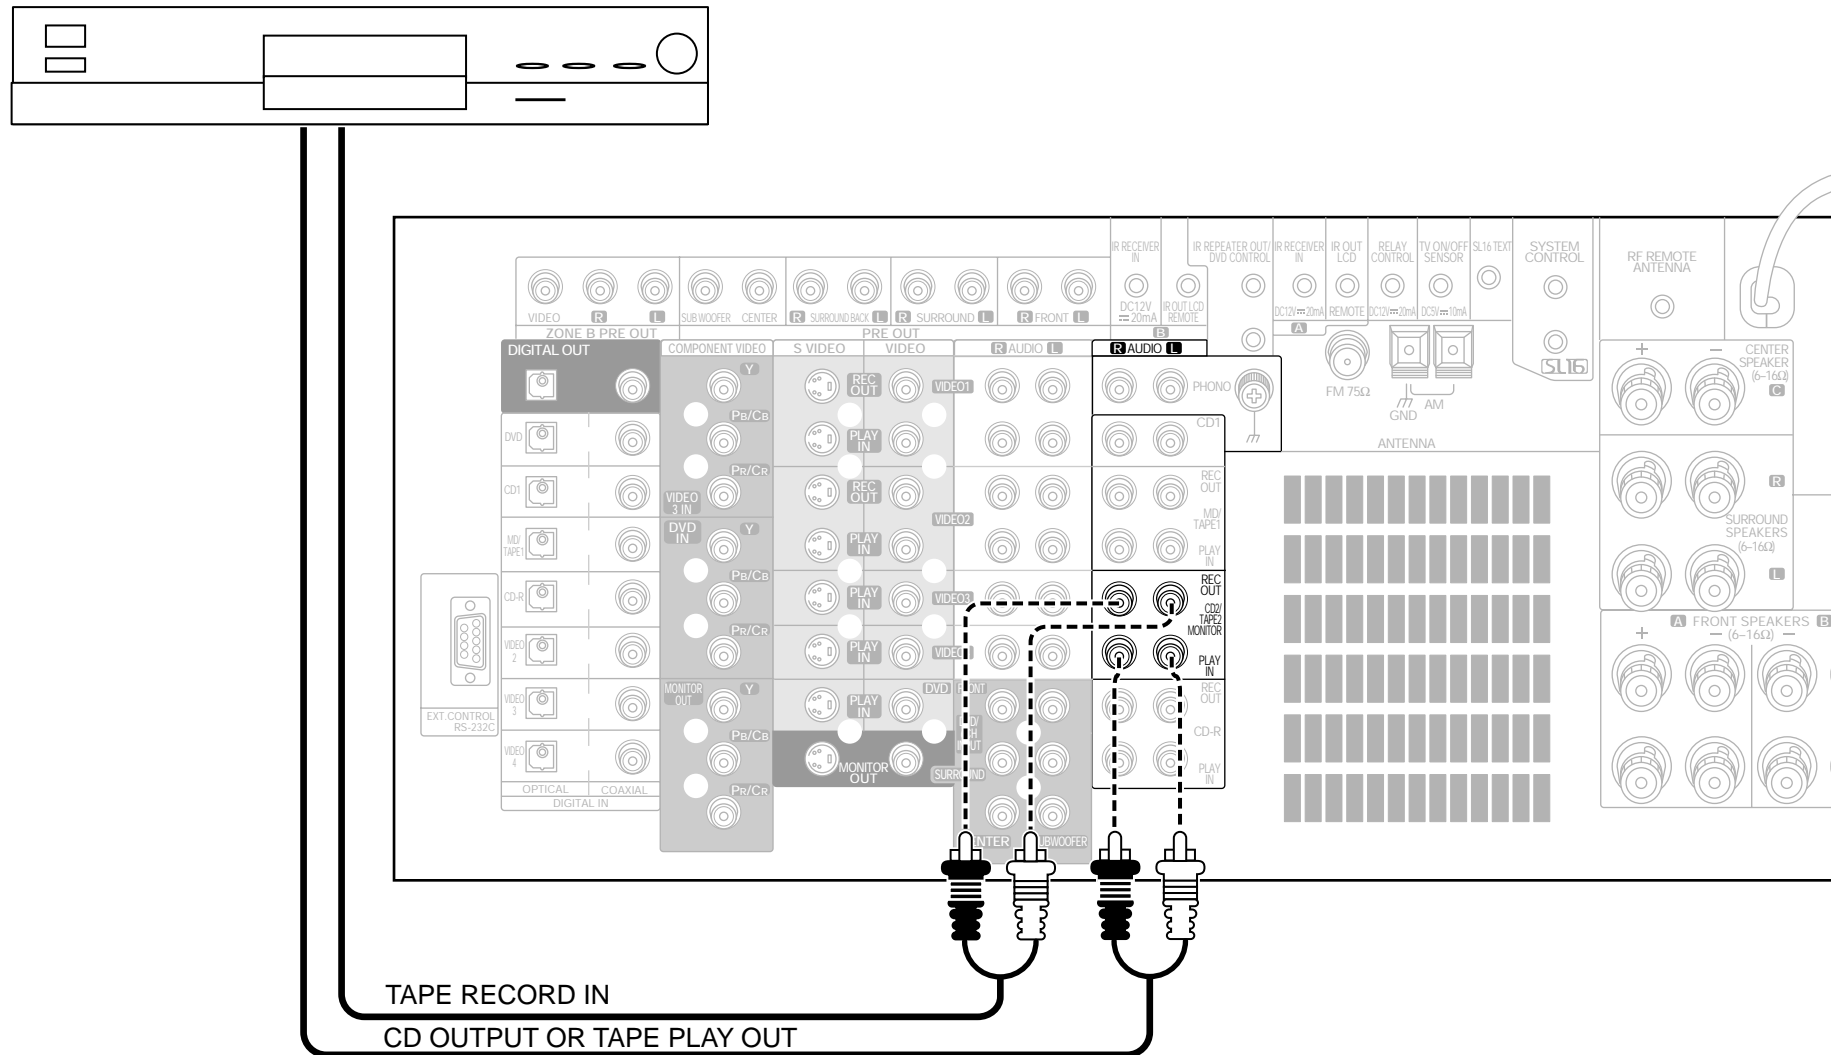 IR RECEIVER
IN
IR REPEATER OUT/
DVD CONTROL
IR RECEIVER
IN
IR OUT
LCD
RELAY
CONTROL
TV ON/OFF
SENSOR
SL16 TEXT
SYSTEM
CONTROL
RF REMOTE
ANTENNA
DC12V
20mA
IR OUT LCD
REMOTE
DC12V 20mA
REMOTE
DC12V 20mA
DC5V 10mA
A
B
VIDEO
R
L
SUB WOOFER
CENTER
R SURROUND BACK L
R SURROUND L
R FRONT L
ZONE B PRE OUT
PRE OUT
DIGITAL OUT
COMPONENT VIDEO
S VIDEO
VIDEO
R AUDIO L
R AUDIO L
SL16
CENTER
SPEAKER
(6–16Ω)
C
+
–
Y
REC
OUT
VIDEO1
PHONO
FM 75Ω
GND
AM
ANTENNA
PB/CB
DVD
PLAY
IN
CD1
PR/CR
CD1
VIDEO
3 IN
REC
OUT
VIDEO2
REC
OUT
MD/
TAPE1
PLAY
IN
R
SURROUND
SPEAKERS
(6–16Ω)
L
MD/
TAPE1
DVD
IN
Y
PLAY
IN
PB/CB
CD-R
PLAY
IN
VIDEO3
REC
OUT
CD2/
TAPE2
MONITOR
PLAY
IN
PR/CR
VIDEO
2
PLAY
IN
A FRONT SPEAKERS B
+
– (6–16Ω) –
MONITOR
OUT
Y
VIDEO
3
PLAY
IN
DVD
REC
OUT
CD-R
PLAY
IN
EXT.CONTROL
RS-232C
PB/CB
VIDEO
4
MONITOR
OUT
SURROUND
PR/CR
OPTICAL
COAXIAL
DIGITAL IN
TAPE RECORD IN
CD OUTPUT OR TAPE PLAY OUT